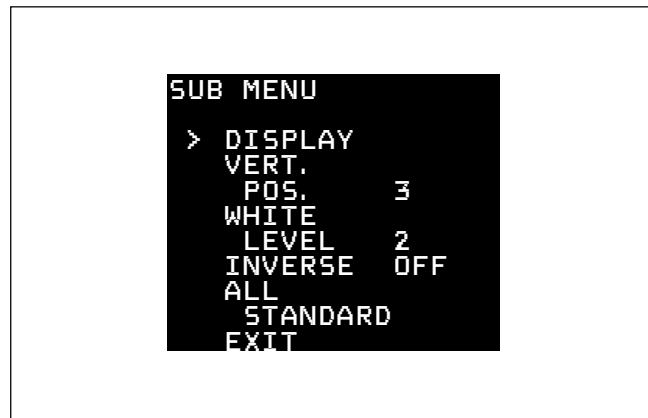 SUB MENU
> DISPLAY
VERT.
POS. 3
WHITE
LEVEL 2
INVERSE OFF
ALL
STANDARD
EXIT